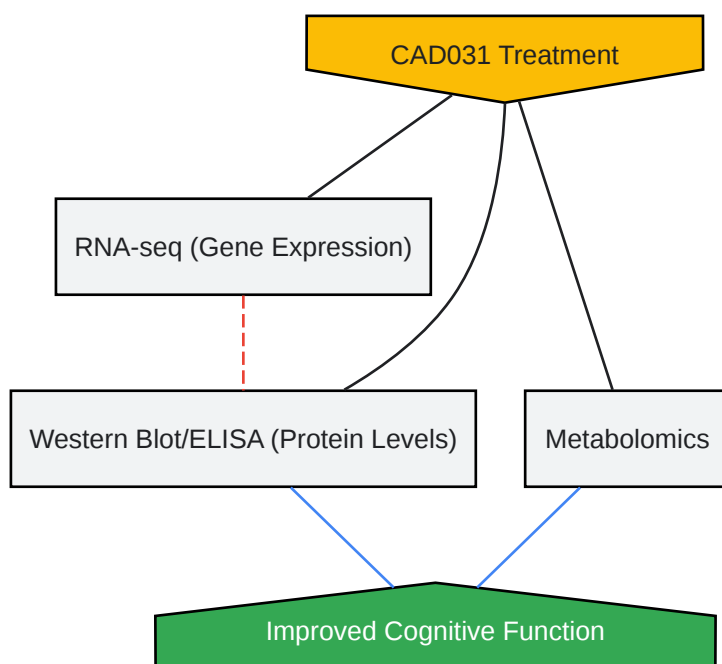 CAD031 Treatment
RNA-seq (Gene Expression)
Western Blot/ELISA (Protein Levels)
Metabolomics
Improved Cognitive Function